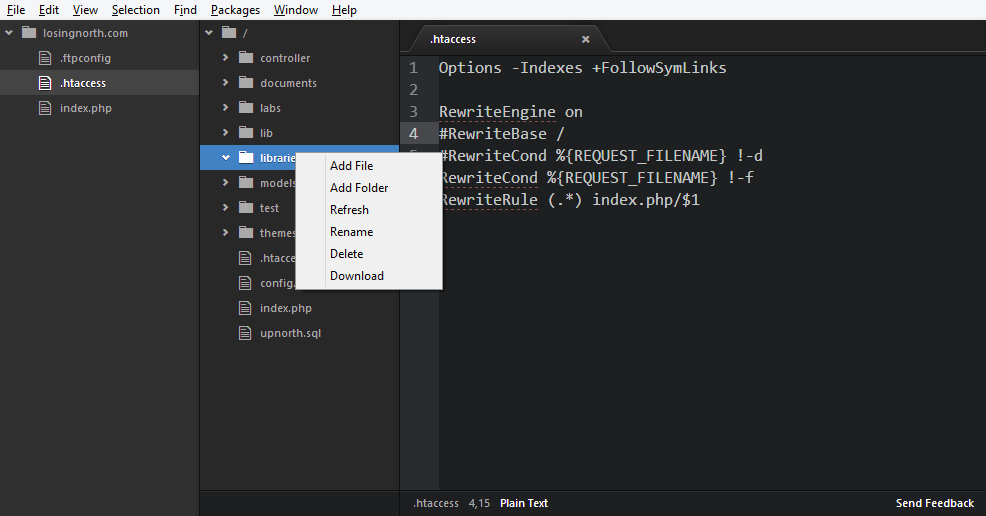 File Edit View Selection Find Packages Window Help
losingnorth.com
.ftpconfig
.htaccess
index.php
/
controller
documents
labs
lib
librarie
models
test
themes
.htacce
config.
index.php
upnorth.sql
Add File
Add Folder
Refresh
Rename
Delete
Download
.htaccess ×
1 Options -Indexes +FollowSymLinks
2
3 RewriteEngine on
4 #RewriteBase /
#RewriteCond %{REQUEST_FILENAME} !-d
RewriteCond %{REQUEST_FILENAME} !-f
RewriteRule (.*) index.php/$1
.htaccess 4,15 Plain Text Send Feedback